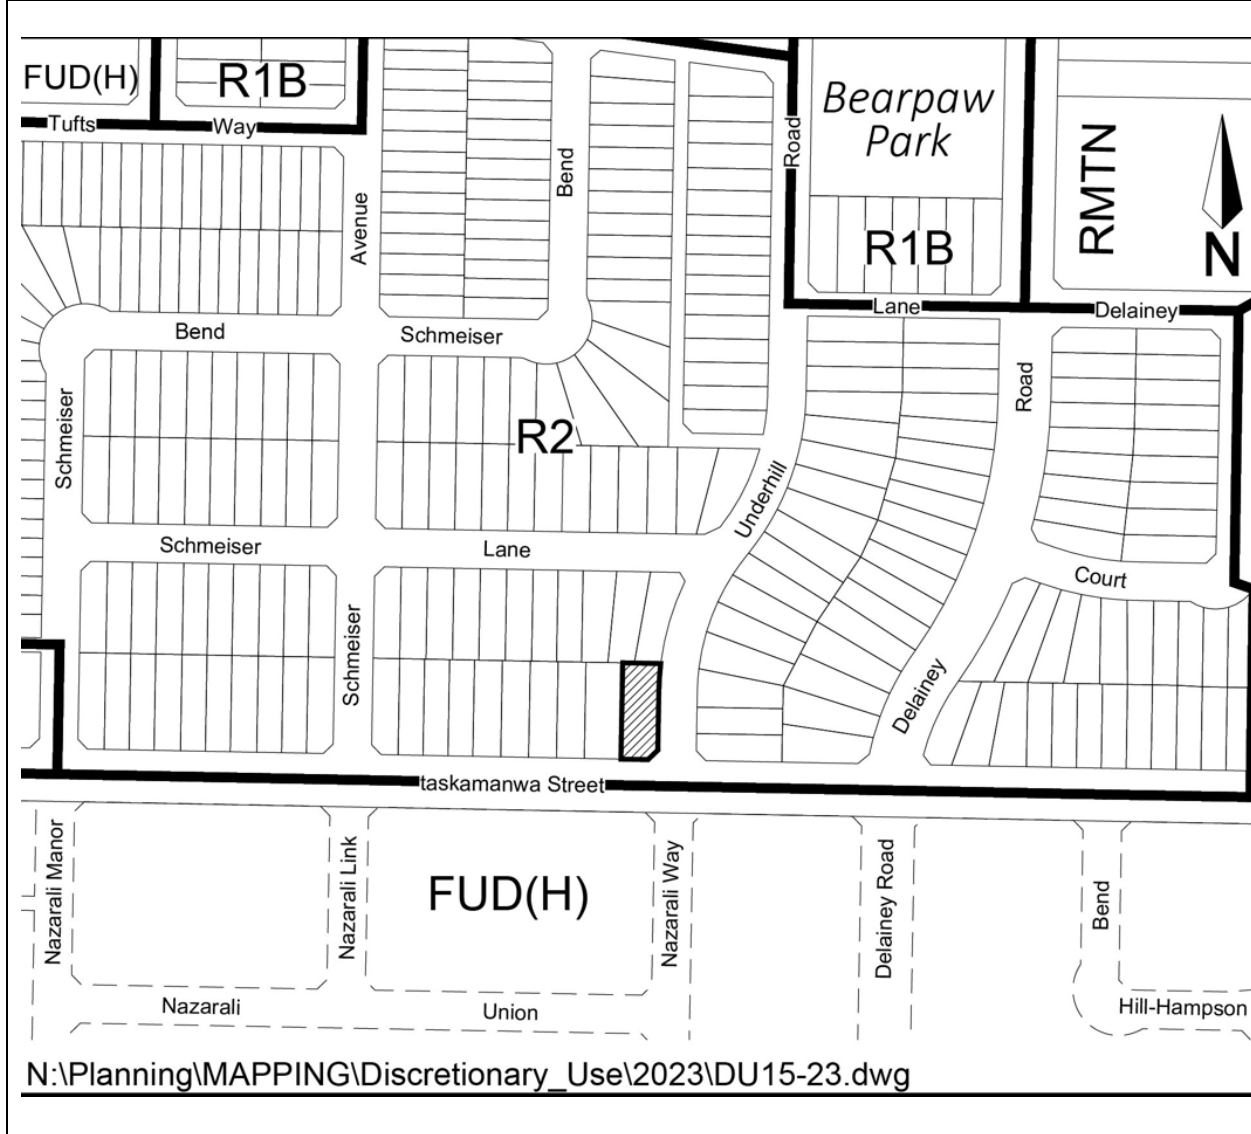 FUD(H)
R1B
Tufts
Way
Bend
Avenue
Road
Bearpaw
Park
RMTN
R1B
N
Lane
Delainey
Bend
Schmeiser
Road
Schmeiser
R2
Underhill
Schmeiser
Lane
Court
Schmeiser
Delainey
taskamanwa Street
Nazarali Manor
Nazarali Link
FUD(H)
Nazarali Way
Delainey Road
Bend
Nazarali
Union
Hill-Hampson
N:\Planning\MAPPING\Discretionary_Use\2023\DU15-23.dwg